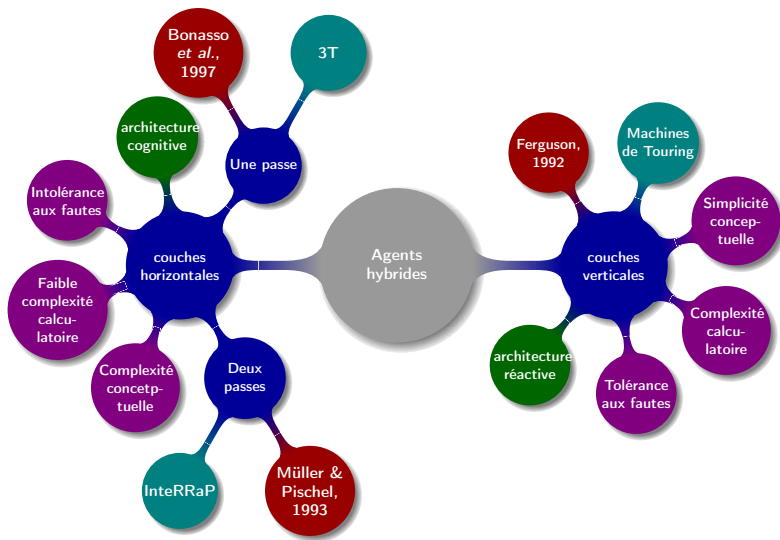 Bonasso
et al.,
1997
3T
architecture
cognitive
Une passe
Intolérance
aux fautes
couches
horizontales
Faible
complexité
calcu-
latoire
Complexité
concetp-
tuelle
Deux
passes
InteRRaP
Müller &
Pischel,
1993
Agents
hybrides
Ferguson,
1992
Machines
de Touring
Simplicité
concep-
tuelle
couches
verticales
Complexité
calcu-
latoire
architecture
réactive
Tolérance
aux fautes